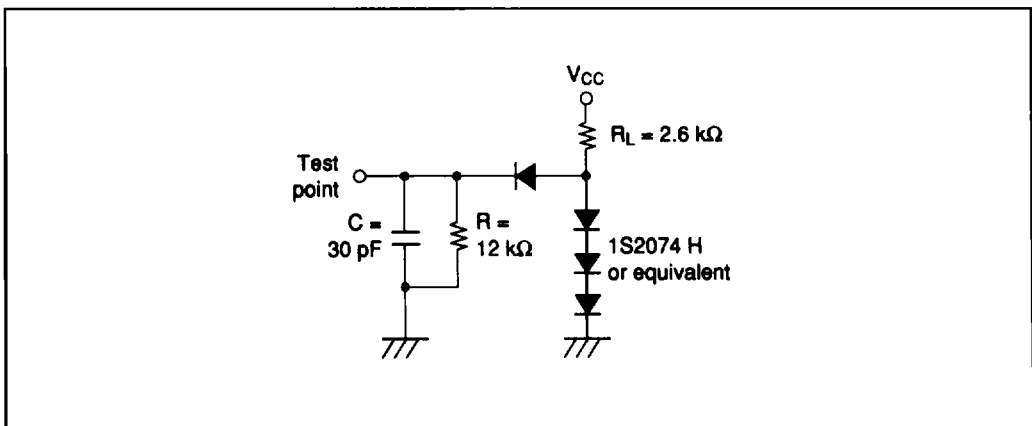 VCC
RL = 2.6 kΩ
Test
point
C =
30 pF
R =
12 kΩ
1S2074 H
or equivalent